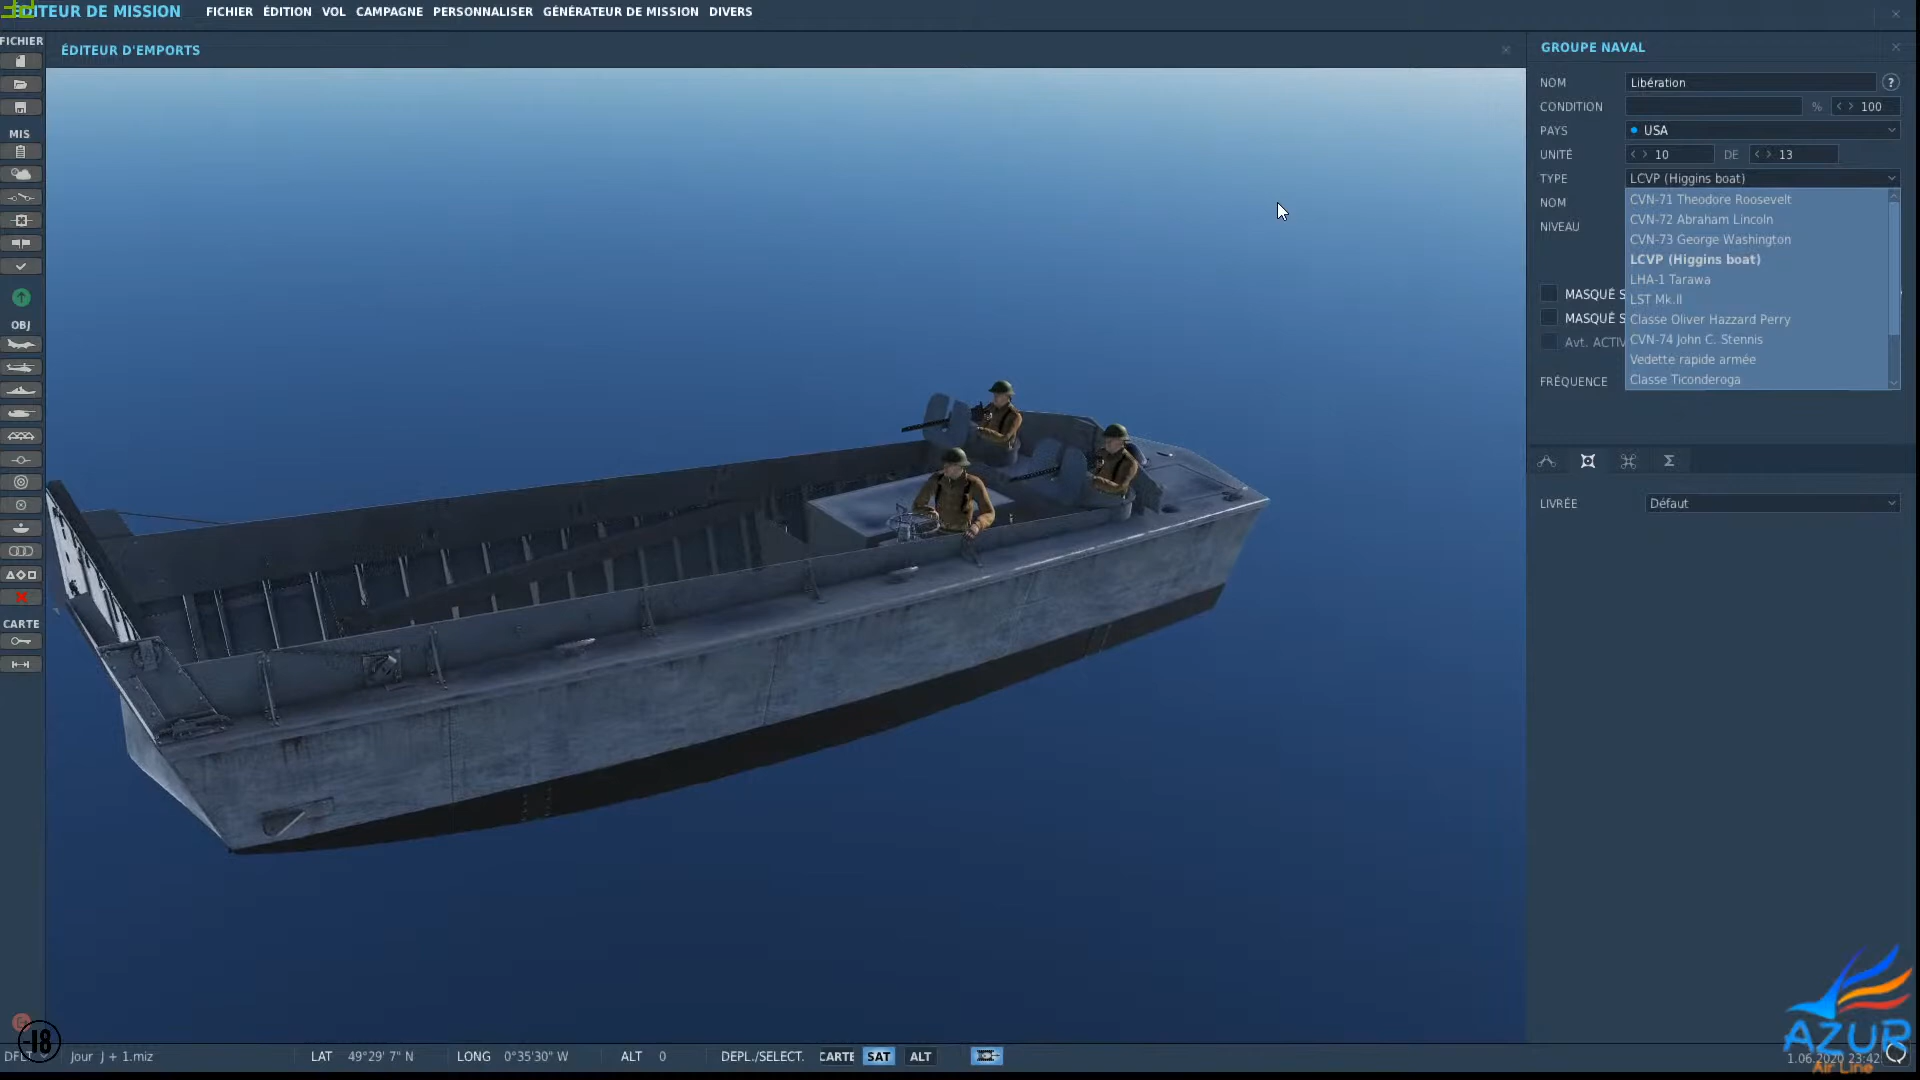 EUR DE MISSION
FICHIER ÉDITION VOL CAMPAGNE PERSONNALISER GÉNÉRATEUR DE MISSION DIVERS
FICHIER
MIS
OBJ
CARTE
ÉDITEUR D'EMPORTS
GROUPE NAVAL
NOM Libération ?
CONDITION % < > 100
PAYS USA
UNITÉ < > 10 DE < > 13
TYPE LCVP (Higgins boat)
NOM
NIVEAU
CVN-71 Theodore Roosevelt
CVN-72 Abraham Lincoln
CVN-73 George Washington
LCVP (Higgins boat)
LHA-1 Tarawa
LST Mk.II
Classe Oliver Hazzard Perry
CVN-74 John C. Stennis
Vedette rapide armée
Classe Ticonderoga
MASQUÉ S
MASQUÉ S
Avt. ACTIV
FRÉQUENCE
LIVRÉE Défaut
-18
Jour J + 1.miz
LAT 49°29' 7" N LONG 0°35'30" W ALT 0 DEPL./SELECT. CARTE SAT ALT
AZUR
Air Line
1.06.2020 23:42